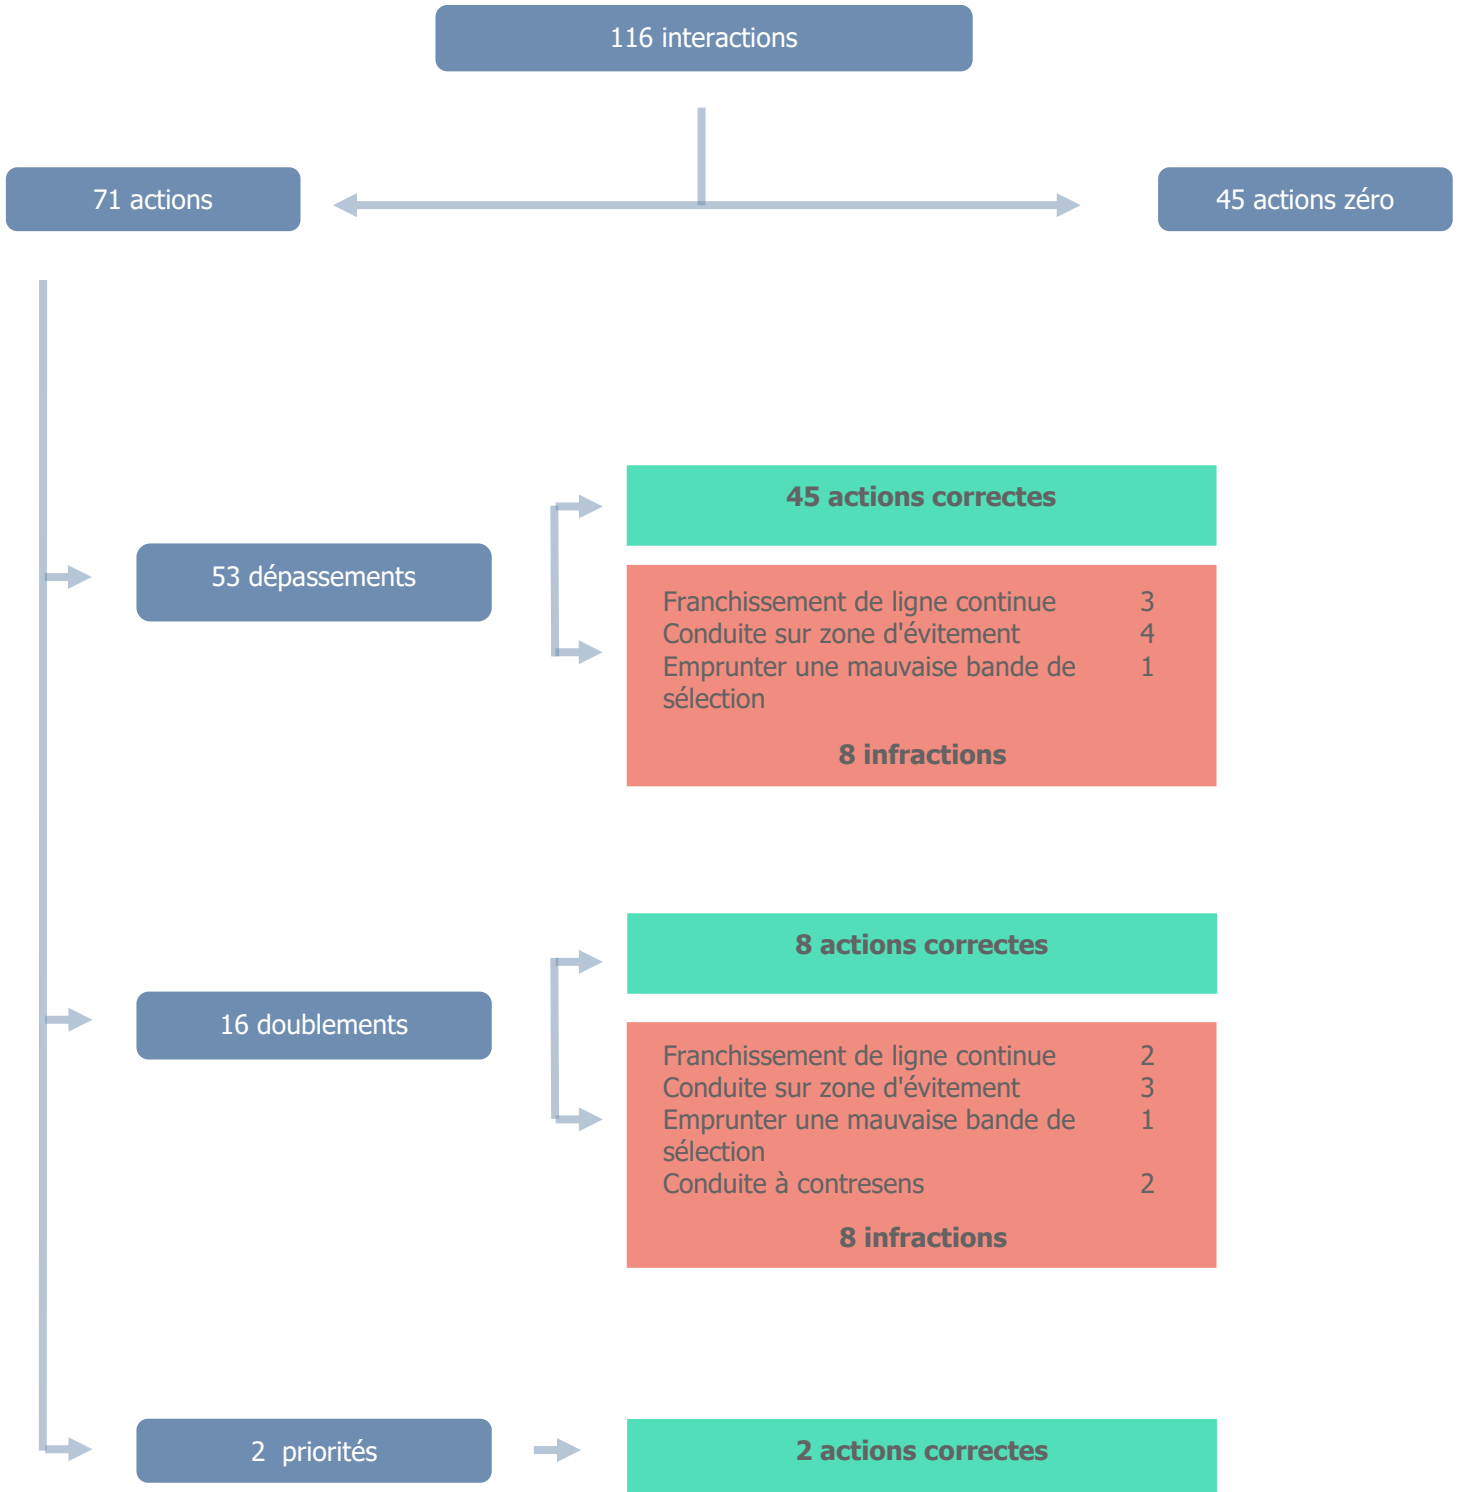 116 interactions
71 actions
45 actions zéro
53 dépassements
45 actions correctes
Franchissement de ligne continue 3
Conduite sur zone d'évitement 4
Emprunter une mauvaise bande de 1
sélection
8 infractions
16 doublements
8 actions correctes
Franchissement de ligne continue 2
Conduite sur zone d'évitement 3
Emprunter une mauvaise bande de 1
sélection
Conduite à contresens 2
8 infractions
2 priorités
2 actions correctes